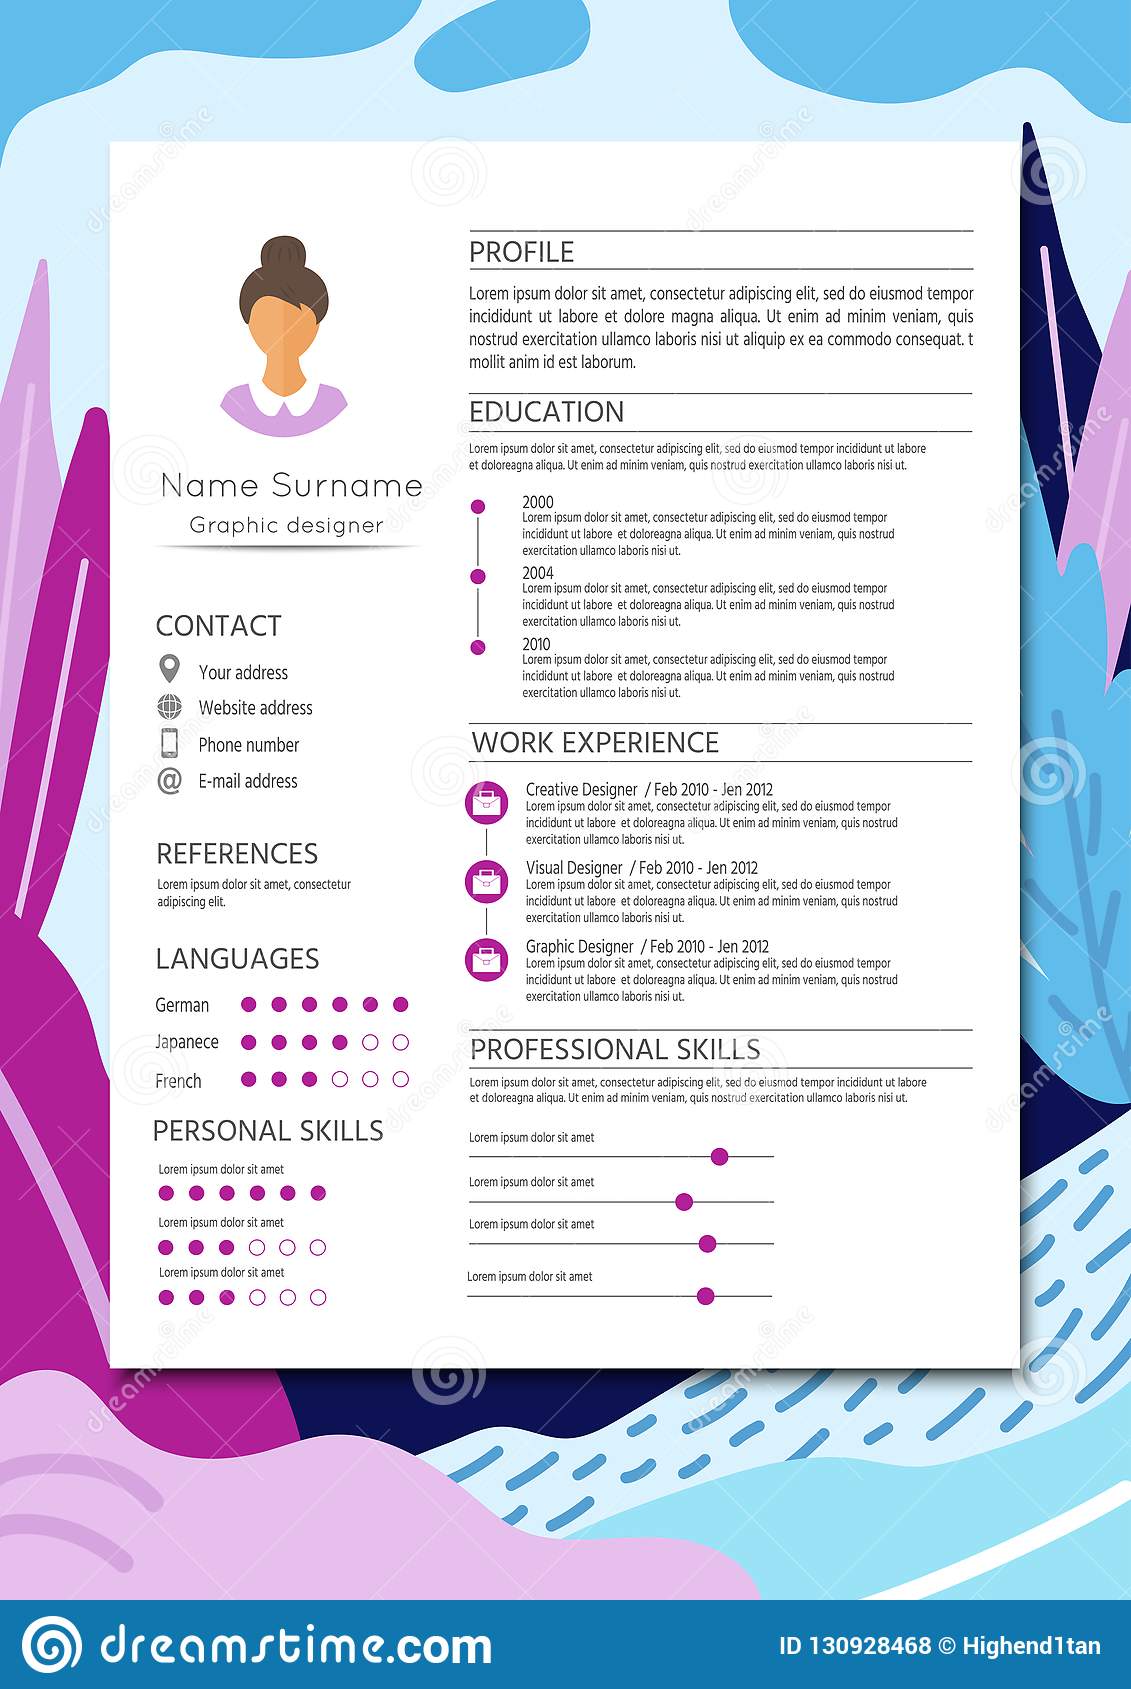 Name Surname
Graphic designer
CONTACT
Your address
Website address
Phone number
E-mail address
REFERENCES
Lorem ipsum dolor sit amet, consectetur
adipiscing elit.
LANGUAGES
German
Japanece
French
PERSONAL SKILLS
Lorem ipsum dolor sit amet
Lorem ipsum dolor sit amet
Lorem ipsum dolor sit amet
PROFILE
Lorem ipsum dolor sit amet, consectetur adipiscing elit, sed do eiusmod tempor
incididunt ut labore et dolore magna aliqua. Ut enim ad minim veniam, quis
nostrud exercitation ullamco laboris nisi ut aliquip ex ea commodo consequat. t
mollit anim id est laborum.
EDUCATION
Lorem ipsum dolor sit amet, consectetur adipiscing elit, sed do eiusmod tempor incididunt ut labore
et doloreagna aliqua. Ut enim ad minim veniam, quis nostrud exercitation ullamco laboris nisi ut.
2000
Lorem ipsum dolor sit amet, consectetur adipiscing elit, sed do eiusmod tempor
incididunt ut labore et doloreagna aliqua. Ut enim ad minim veniam, quis nostrud
exercitation ullamco laboris nisi ut.
2004
Lorem ipsum dolor sit amet, consectetur adipiscing elit, sed do eiusmod tempor
incididunt ut labore et doloreagna aliqua. Ut enim ad minim veniam, quis nostrud
exercitation ullamco laboris nisi ut.
2010
Lorem ipsum dolor sit amet, consectetur adipiscing elit, sed do eiusmod tempor
incididunt ut labore et doloreagna aliqua. Ut enim ad minim veniam, quis nostrud
exercitation ullamco laboris nisi ut.
WORK EXPERIENCE
Creative Designer / Feb 2010 - Jen 2012
Lorem ipsum dolor sit amet, consectetur adipiscing elit, sed do eiusmod tempor
incididunt ut labore et doloreagna aliqua. Ut enim ad minim veniam, quis nostrud
exercitation ullamco laboris nisi ut.
Visual Designer / Feb 2010 - Jen 2012
Lorem ipsum dolor sit amet, consectetur adipiscing elit, sed do eiusmod tempor
incididunt ut labore et doloreagna aliqua. Ut enim ad minim veniam, quis nostrud
exercitation ullamco laboris nisi ut.
Graphic Designer / Feb 2010 - Jen 2012
Lorem ipsum dolor sit amet, consectetur adipiscing elit, sed do eiusmod tempor
incididunt ut labore et doloreagna aliqua. Ut enim ad minim veniam, quis nostrud
exercitation ullamco laboris nisi ut.
PROFESSIONAL SKILLS
Lorem ipsum dolor sit amet, consectetur adipiscing elit, sed do eiusmod tempor incididunt ut labore
et doloreagna aliqua. Ut enim ad minim veniam, quis nostrud exercitation ullamco laboris nisi ut.
Lorem ipsum dolor sit amet
Lorem ipsum dolor sit amet
Lorem ipsum dolor sit amet
Lorem ipsum dolor sit amet
dreamstime.com
ID 130928468 © Highend1tan